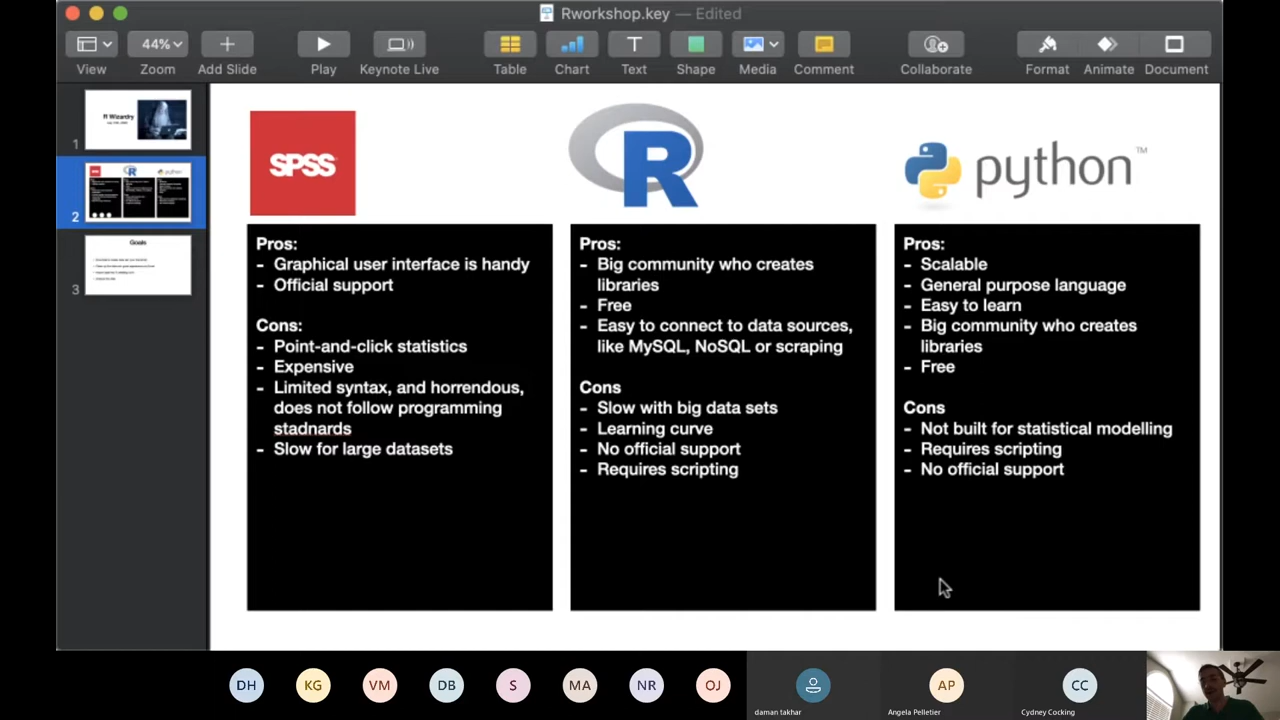 Rworkshop.key — Edited
44%
View
Zoom
Add Slide
Play
Keynote Live
Table
Chart
Text
Shape
Media
Comment
Collaborate
Format
Animate
Document
1
R Wizardry
2
3
Goals
SPSS
R
python™
Pros:
- Graphical user interface is handy
- Official support
Cons:
- Point-and-click statistics
- Expensive
- Limited syntax, and horrendous,
does not follow programming
stadnards
- Slow for large datasets
Pros:
- Big community who creates
libraries
- Free
- Easy to connect to data sources,
like MySQL, NoSQL or scraping
Cons
- Slow with big data sets
- Learning curve
- No official support
- Requires scripting
Pros:
- Scalable
- General purpose language
- Easy to learn
- Big community who creates
libraries
- Free
Cons
- Not built for statistical modelling
- Requires scripting
- No official support
DH
KG
VM
DB
S
MA
NR
OJ
AP
CC
daman takhar
Angela Pelletier
Cydney Cocking